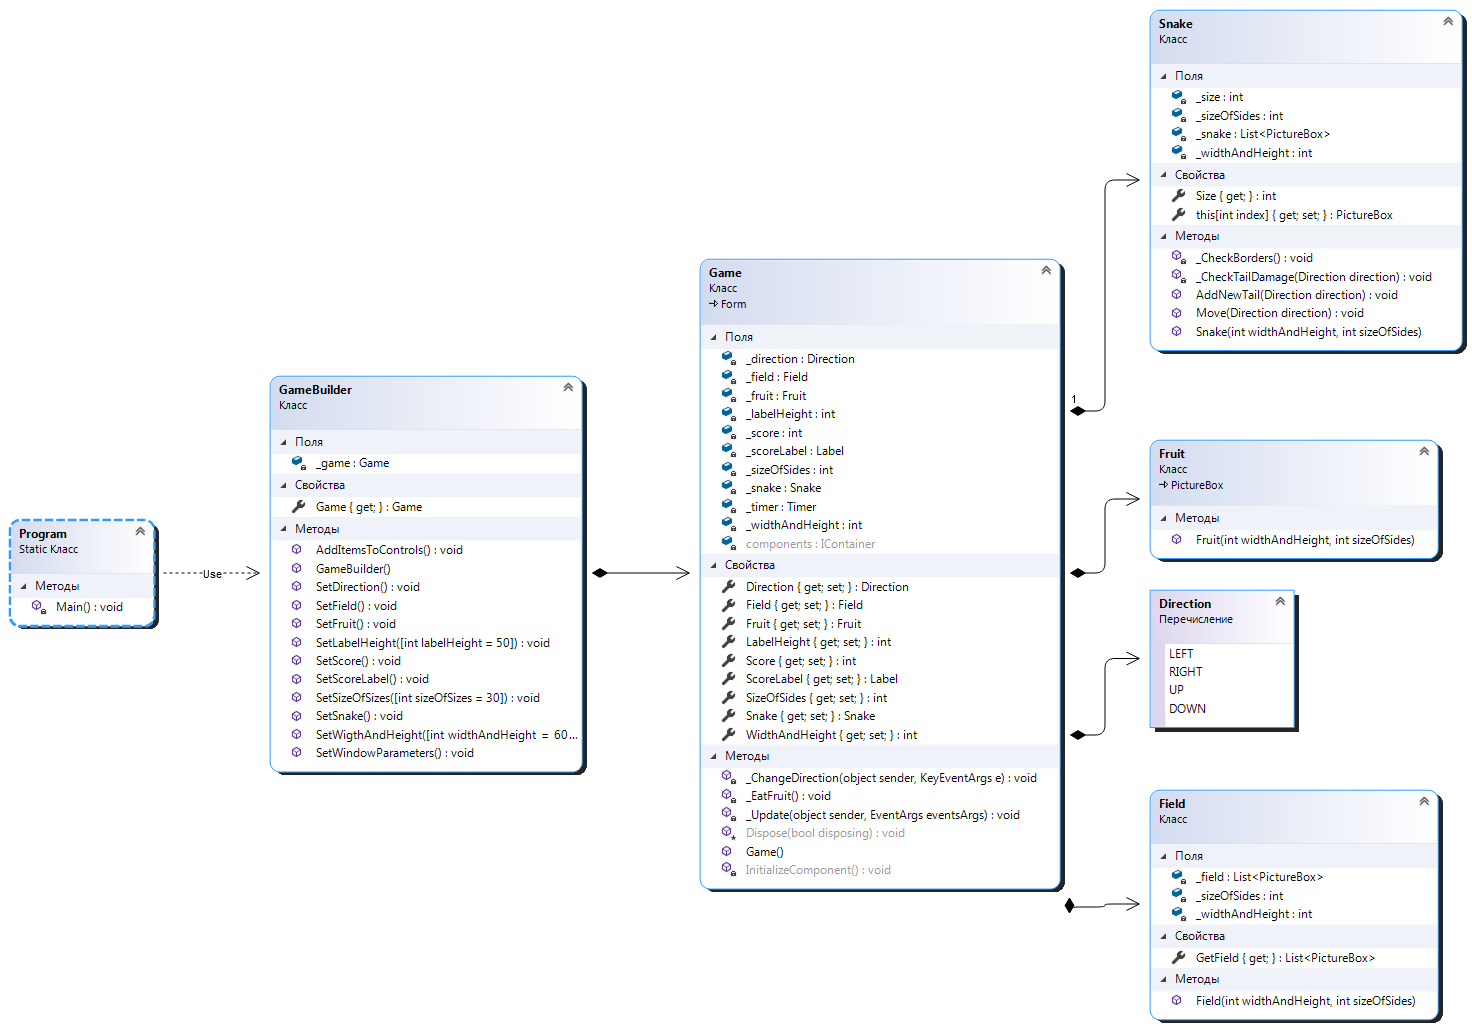 Program
Static Класс
Методы
Main() : void
Use
GameBuilder
Класс
Поля
_game : Game
Свойства
Game { get; } : Game
Методы
AddItemsToControls() : void
GameBuilder()
SetDirection() : void
SetField() : void
SetFruit() : void
SetLabelHeight([int labelHeight = 50]) : void
SetScore() : void
SetScoreLabel() : void
SetSizeOfSizes([int sizeOfSizes = 30]) : void
SetSnake() : void
SetWigthAndHeight([int widthAndHeight = 60...
SetWindowParameters() : void
Game
Класс
Form
Поля
_direction : Direction
_field : Field
_fruit : Fruit
_labelHeight : int
_score : int
_scoreLabel : Label
_sizeOfSides : int
_snake : Snake
_timer : Timer
_widthAndHeight : int
components : IContainer
Свойства
Direction { get; set; } : Direction
Field { get; set; } : Field
Fruit { get; set; } : Fruit
LabelHeight { get; set; } : int
Score { get; set; } : int
ScoreLabel { get; set; } : Label
SizeOfSides { get; set; } : int
Snake { get; set; } : Snake
WidthAndHeight { get; set; } : int
Методы
_ChangeDirection(object sender, KeyEventArgs e) : void
_EatFruit() : void
_Update(object sender, EventArgs eventsArgs) : void
Dispose(bool disposing) : void
Game()
InitializeComponent() : void
1
Snake
Класс
Поля
_size : int
_sizeOfSides : int
_snake : List<PictureBox>
_widthAndHeight : int
Свойства
Size { get; } : int
this[int index] { get; set; } : PictureBox
Методы
_CheckBorders() : void
_CheckTailDamage(Direction direction) : void
AddNewTail(Direction direction) : void
Move(Direction direction) : void
Snake(int widthAndHeight, int sizeOfSides)
Fruit
Класс
PictureBox
Методы
Fruit(int widthAndHeight, int sizeOfSides)
Direction
Перечисление
LEFT
RIGHT
UP
DOWN
Field
Класс
Поля
_field : List<PictureBox>
_sizeOfSides : int
_widthAndHeight : int
Свойства
GetField { get; } : List<PictureBox>
Методы
Field(int widthAndHeight, int sizeOfSides)